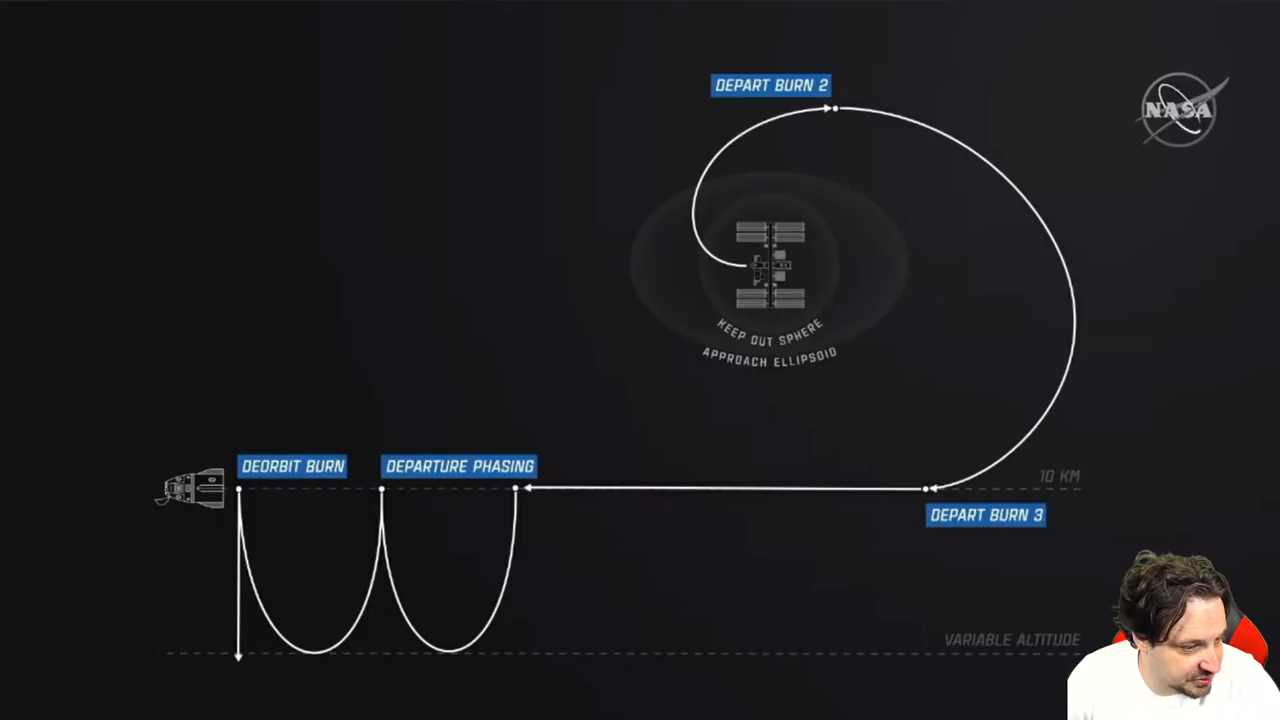 DEPART BURN 2
NASA
KEEP OUT SPHERE
APPROACH ELLIPSOID
DEORBIT BURN
DEPARTURE PHASING
10 KM
DEPART BURN 3
VARIABLE ALTITUDE